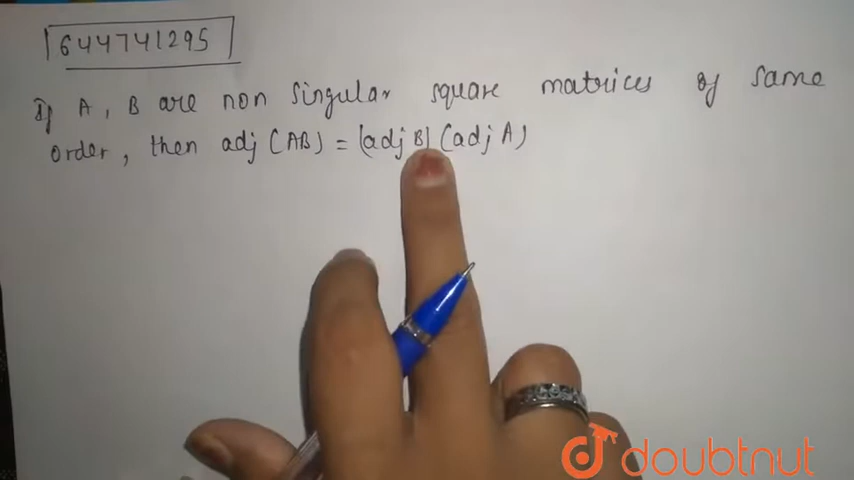 644741295
If A, B are non singular square matrices of same
order, then adj (AB) = (adj B) (adj A)
doubtnut